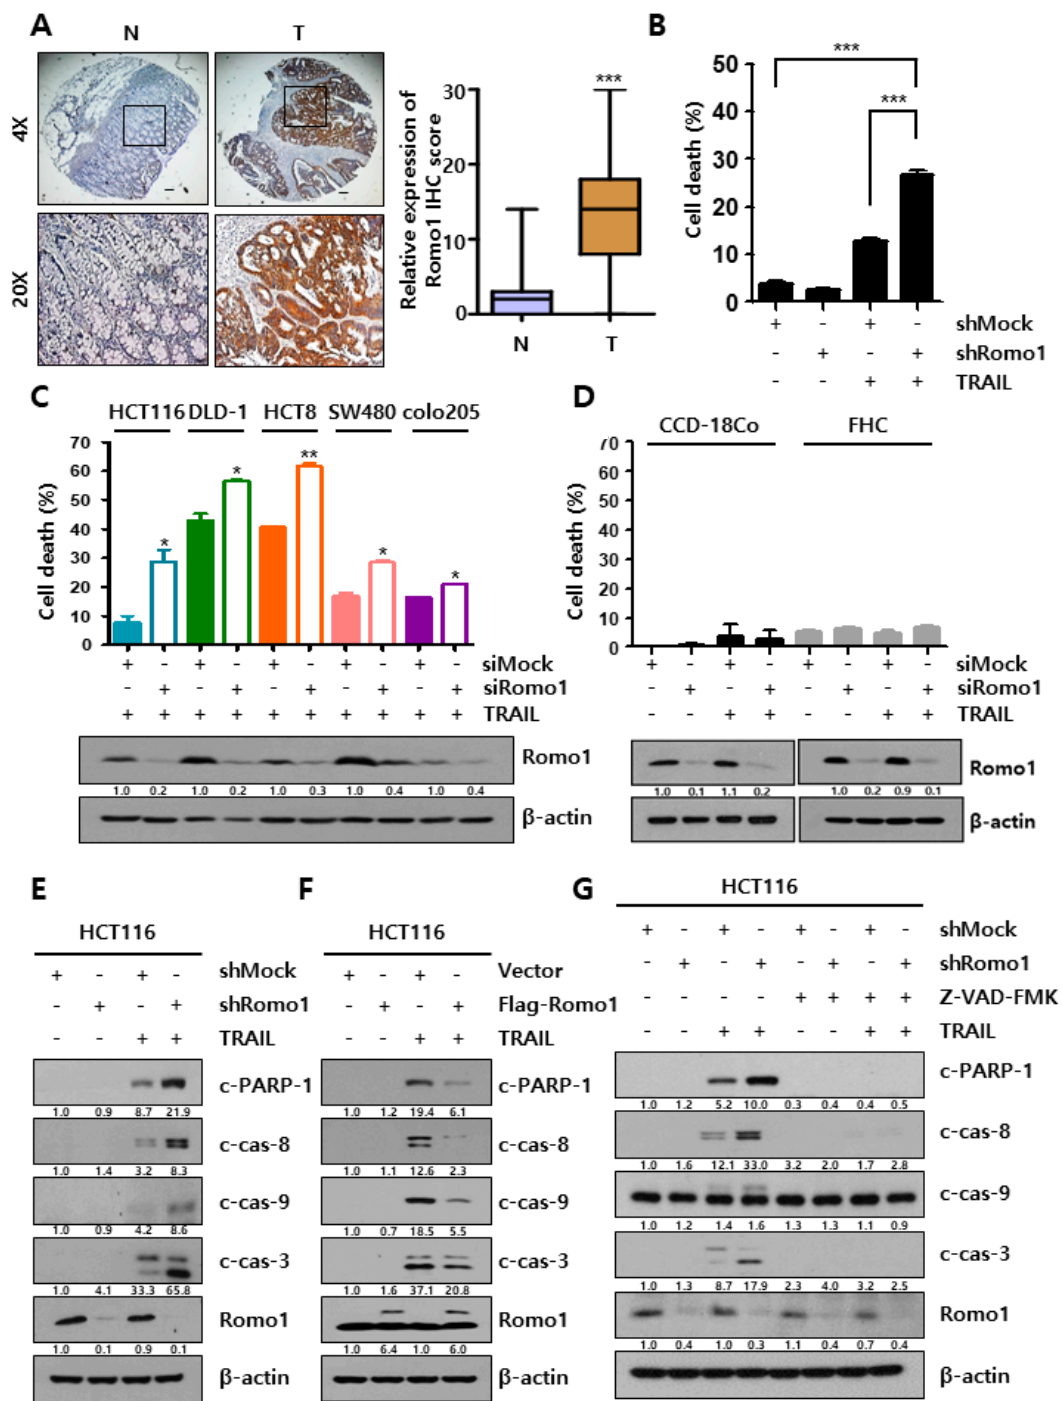 A
N
T
4X
20X
Relative expression of
Romo1 IHC score
30
20
10
0
N
T
***
B
Cell death (%)
50
40
30
20
10
0
***
***
+ - + - shMock
- + - + shRomo1
- - + + TRAIL
C
HCT116 DLD-1 HCT8 SW480 colo205
Cell death (%)
70
60
50
40
30
20
10
0
* * ** * *
+ - + - + - + - + - siMock
- + - + - + - + - + siRomo1
+ + + + + + + + + + TRAIL
Romo1
1.0 0.2 1.0 0.2 1.0 0.3 1.0 0.4 1.0 0.4
β-actin
D
CCD-18Co FHC
Cell death (%)
70
60
50
40
30
20
10
0
+ - + - + - + - siMock
- + - + - + - + siRomo1
- - + + - - + + TRAIL
Romo1
1.0 0.1 1.1 0.2 1.0 0.2 0.9 0.1
β-actin
E
HCT116
+ - + - shMock
- + - + shRomo1
- - + + TRAIL
c-PARP-1
1.0 0.9 8.7 21.9
c-cas-8
1.0 1.4 3.2 8.3
c-cas-9
1.0 0.9 4.2 8.6
c-cas-3
1.0 4.1 33.3 65.8
Romo1
1.0 0.1 0.9 0.1
β-actin
F
HCT116
+ - + - Vector
- + - + Flag-Romo1
- - + + TRAIL
c-PARP-1
1.0 1.2 19.4 6.1
c-cas-8
1.0 1.1 12.6 2.3
c-cas-9
1.0 0.7 18.5 5.5
c-cas-3
1.0 1.6 37.1 20.8
Romo1
1.0 6.4 1.0 6.0
β-actin
G
HCT116
+ - + - + - + - shMock
- + - + - + - + shRomo1
- - - - + + + + Z-VAD-FMK
- - + + - - + + TRAIL
c-PARP-1
1.0 1.2 5.2 10.0 0.3 0.4 0.4 0.5
c-cas-8
1.0 1.6 12.1 33.0 3.2 2.0 1.7 2.8
c-cas-9
1.0 1.2 1.4 1.6 1.3 1.3 1.1 0.9
c-cas-3
1.0 1.3 8.7 17.9 2.3 4.0 3.2 2.5
Romo1
1.0 0.4 1.0 0.3 1.1 0.4 0.7 0.4
β-actin